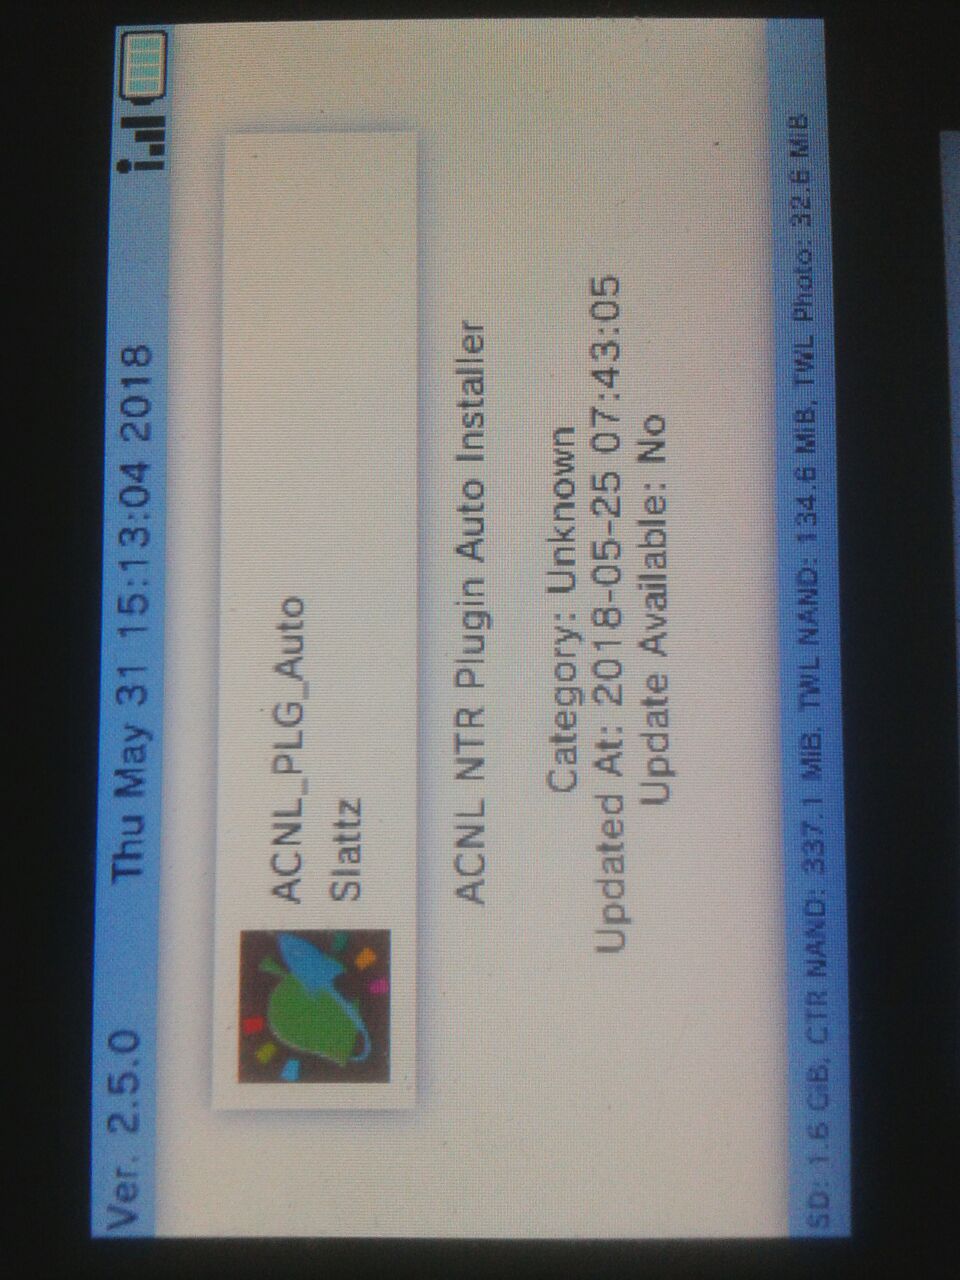 Ver. 2.5.0 Thu May 31 15:13:04 2018
ACNL_PLG_Auto
Slattz
ACNL NTR Plugin Auto Installer
Category: Unknown
Updated At: 2018-05-25 07:43:05
Update Available: No
SD: 1.6 GiB, CTR NAND: 337.1 MiB, TWL NAND: 134.6 MiB, TWL Photo: 32.6 MiB